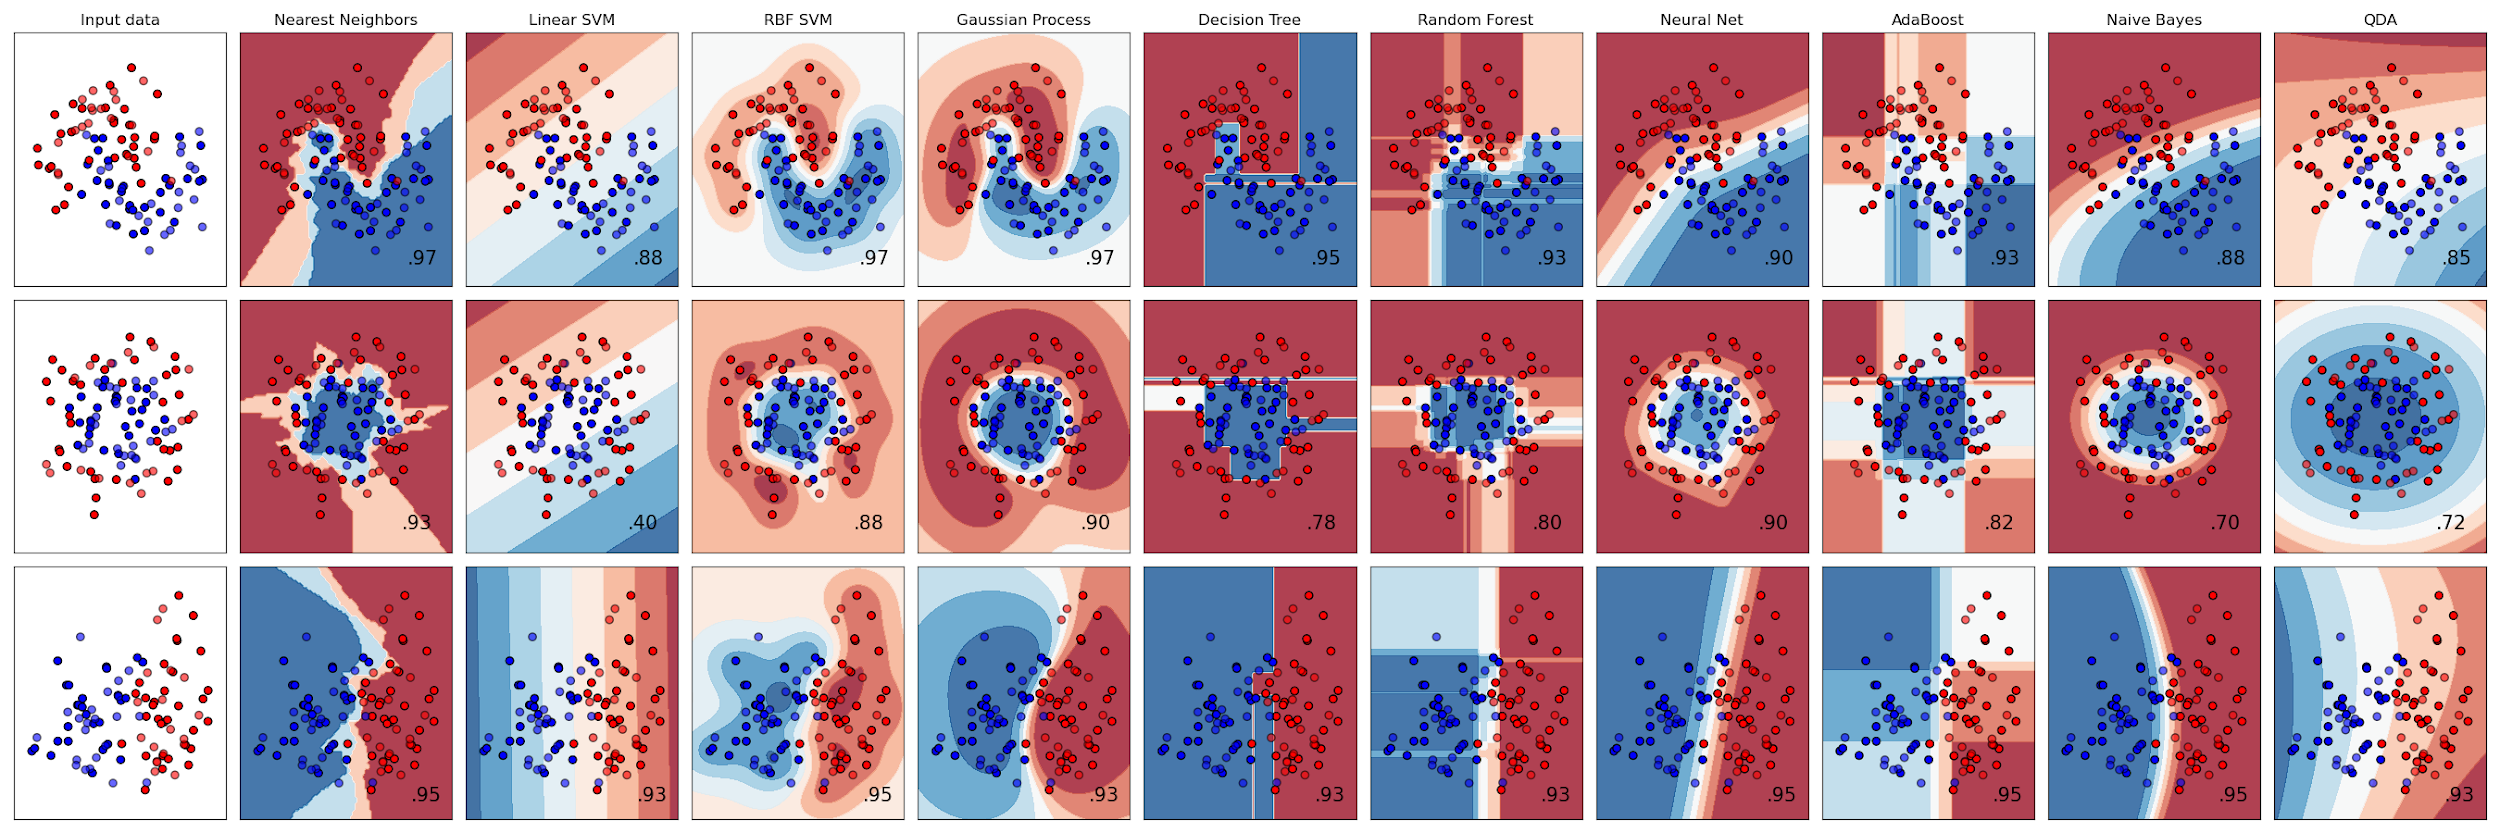 Input data Nearest Neighbors Linear SVM RBF SVM Gaussian Process Decision Tree Random Forest Neural Net AdaBoost Naive Bayes QDA
.97 .88 .97 .97 .95 .93 .90 .93 .88 .85
.93 .40 .88 .90 .78 .80 .90 .82 .70 .72
.95 .93 .95 .93 .93 .93 .95 .95 .95 .93